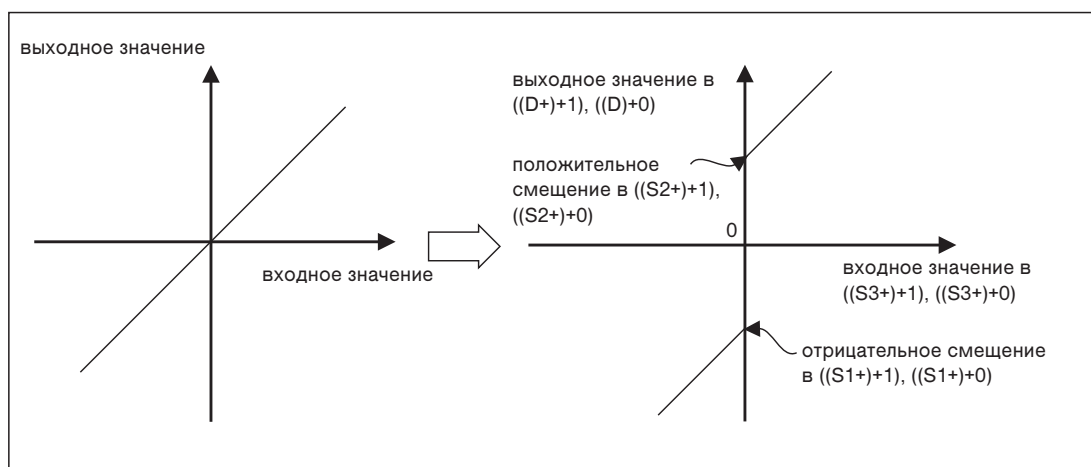 выходное значение
входное значение
выходное значение в
((D+)+1), ((D)+0)
положительное
смещение в ((S2+)+1),
((S2+)+0)
0
входное значение в
((S3+)+1), ((S3+)+0)
отрицательное смещение
в ((S1+)+1), ((S1+)+0)